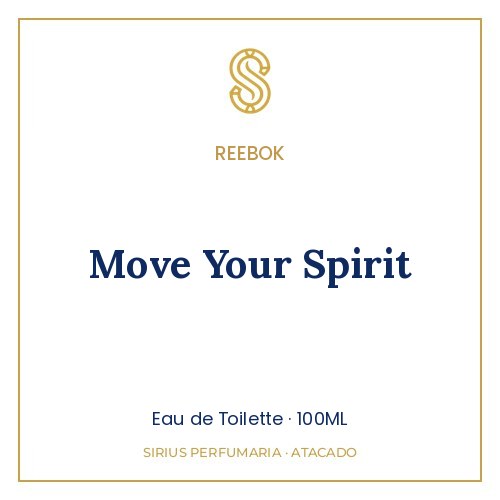 REEBOK
Move Your Spirit
Eau de Toilette · 100ML
SIRIUS PERFUMARIA · ATACADO